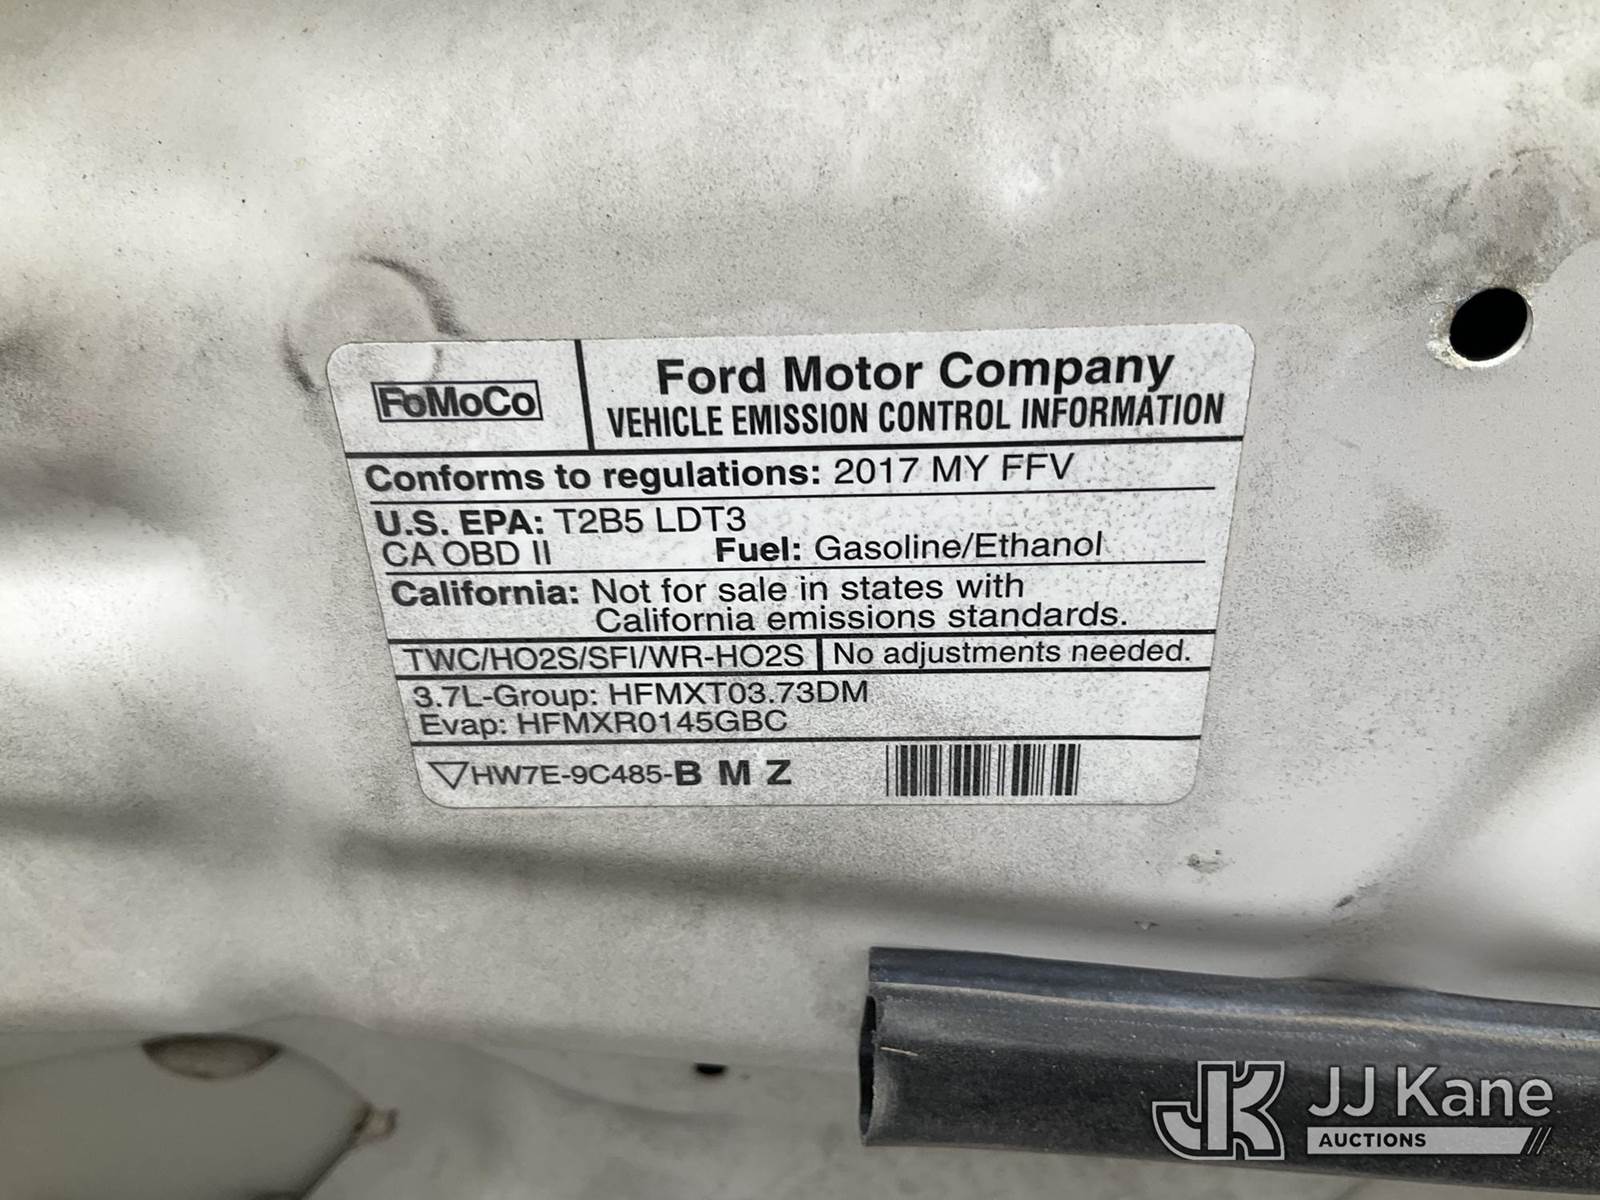 FoMoCo
Ford Motor Company
VEHICLE EMISSION CONTROL INFORMATION
Conforms to regulations: 2017 MY FFV
U.S. EPA: T2B5 LDT3
CA OBD II Fuel: Gasoline/Ethanol
California: Not for sale in states with
California emissions standards.
TWC/HO2S/SFI/WR-HO2S No adjustments needed.
3.7L-Group: HFMXT03.73DM
Evap: HFMXR0145GBC
HW7E-9C485-B M Z
JK JJ Kane
AUCTIONS